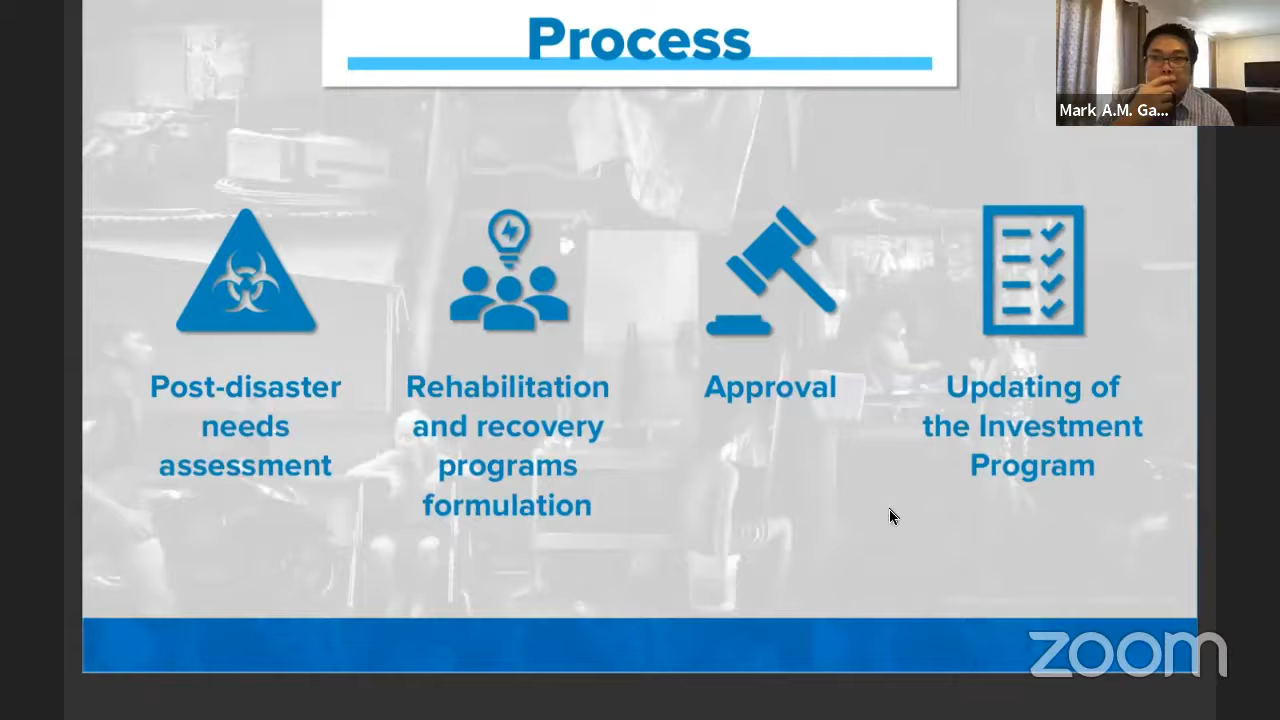 Process
Mark A.M. Ga...
Post-disaster
needs
assessment
Rehabilitation
and recovery
programs
formulation
Approval
Updating of
the Investment
Program
zoom